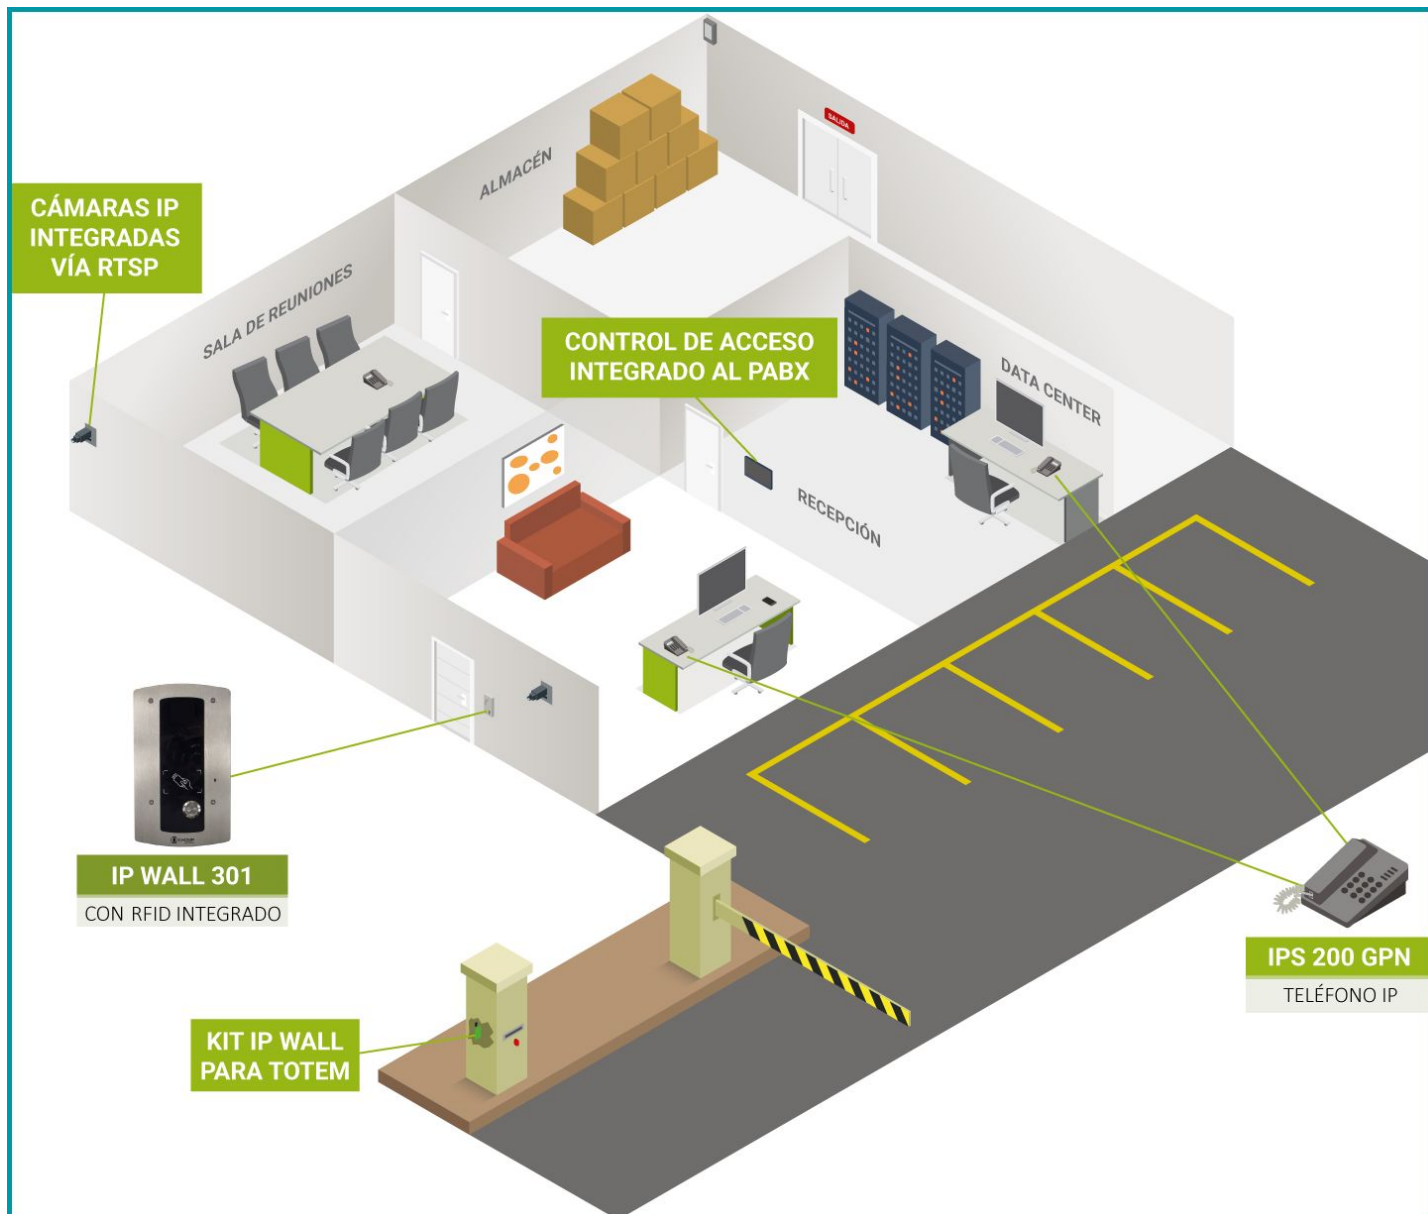 SALIDA
ALMACÉN
CÁMARAS IP
INTEGRADAS
VÍA RTSP
SALA DE REUNIONES
CONTROL DE ACCESO
INTEGRADO AL PABX
DATA CENTER
RECEPCIÓN
IP WALL 301
CON RFID INTEGRADO
IPS 200 GPN
TELÉFONO IP
KIT IP WALL
PARA TOTEM